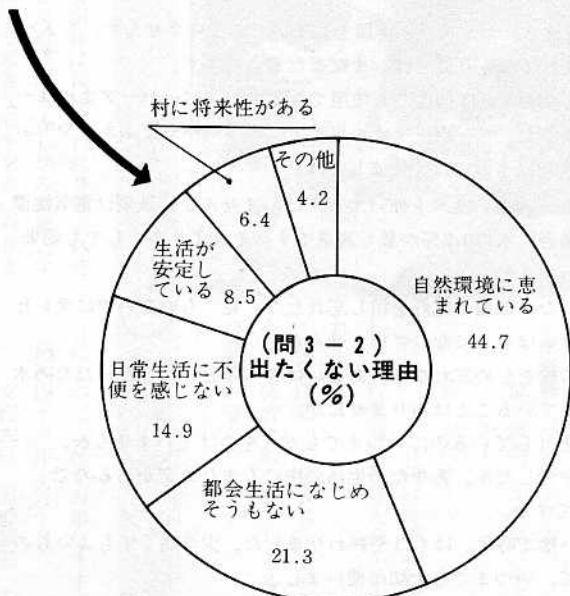 村に将来性がある
6.4
その他
4.2
自然環境に恵
まれている
44.7
生活が
安定し
ている
8.5
(問3－2)
出たくない理由
(%)
日常生活に不
便を感じない
14.9
都会生活になじめ
そうもない
21.3